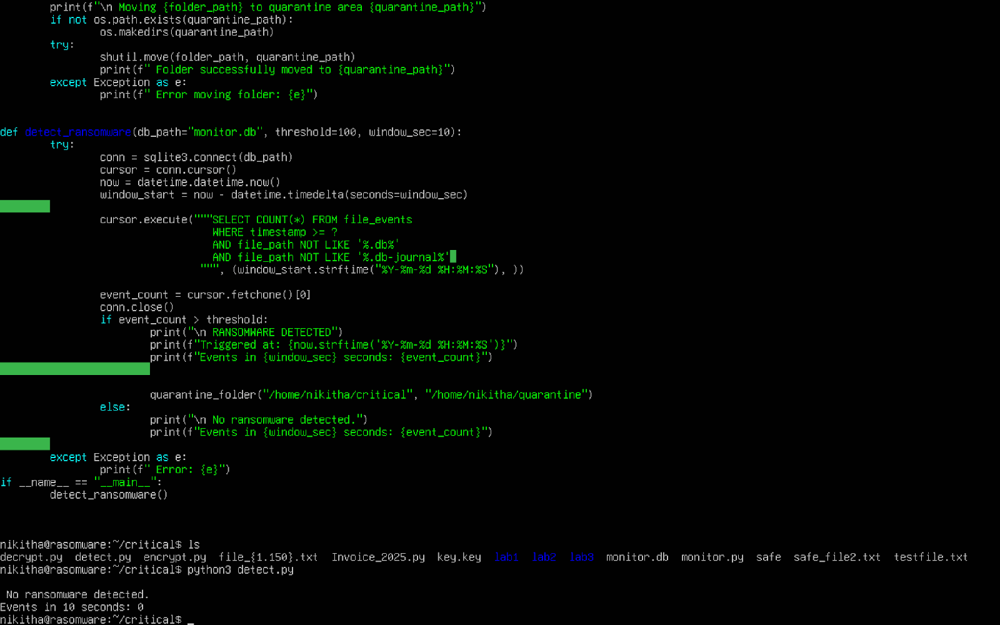 print(f"\n Moving {folder_path} to quarantine area {quarantine_path}")
if not os.path.exists(quarantine_path):
os.makedirs(quarantine_path)
try:
shutil.move(folder_path, quarantine_path)
print(f" Folder successfully moved to {quarantine_path}")
except Exception as e:
print(f" Error moving folder: {e}")
def detect_ransomware(db_path="monitor.db", threshold=100, window_sec=10):
try:
conn = sqlite3.connect(db_path)
cursor = conn.cursor()
now = datetime.datetime.now()
window_start = now - datetime.timedelta(seconds=window_sec)
cursor.execute("""SELECT COUNT(*) FROM file_events
WHERE timestamp >= ?
AND file_path NOT LIKE '%.db%'
AND file_path NOT LIKE '%.db-journal%'
""", (window_start.strftime("%Y-%m-%d %H:%M:%S"), ))
event_count = cursor.fetchone()[0]
conn.close()
if event_count > threshold:
print("\n RANSOMWARE DETECTED")
print(f"Triggered at: {now.strftime('%Y-%m-%d %H:%M:%S')}")
print(f"Events in {window_sec} seconds: {event_count}")
quarantine_folder("/home/nikitha/critical", "/home/nikitha/quarantine")
else:
print("\n No ransomware detected.")
print(f"Events in {window_sec} seconds: {event_count}")
except Exception as e:
print(f" Error: {e}")
if __name__ == "__main__":
detect_ransomware()
nikitha@rasomware:~/critical$ ls
decrypt.py detect.py encrypt.py file_{1.150}.txt Invoice_2025.py key.key lab1 lab2 lab3 monitor.db monitor.py safe safe_file2.txt testfile.txt
nikitha@rasomware:~/critical$ python3 detect.py
No ransomware detected.
Events in 10 seconds: 0
nikitha@rasomware:~/critical$ _